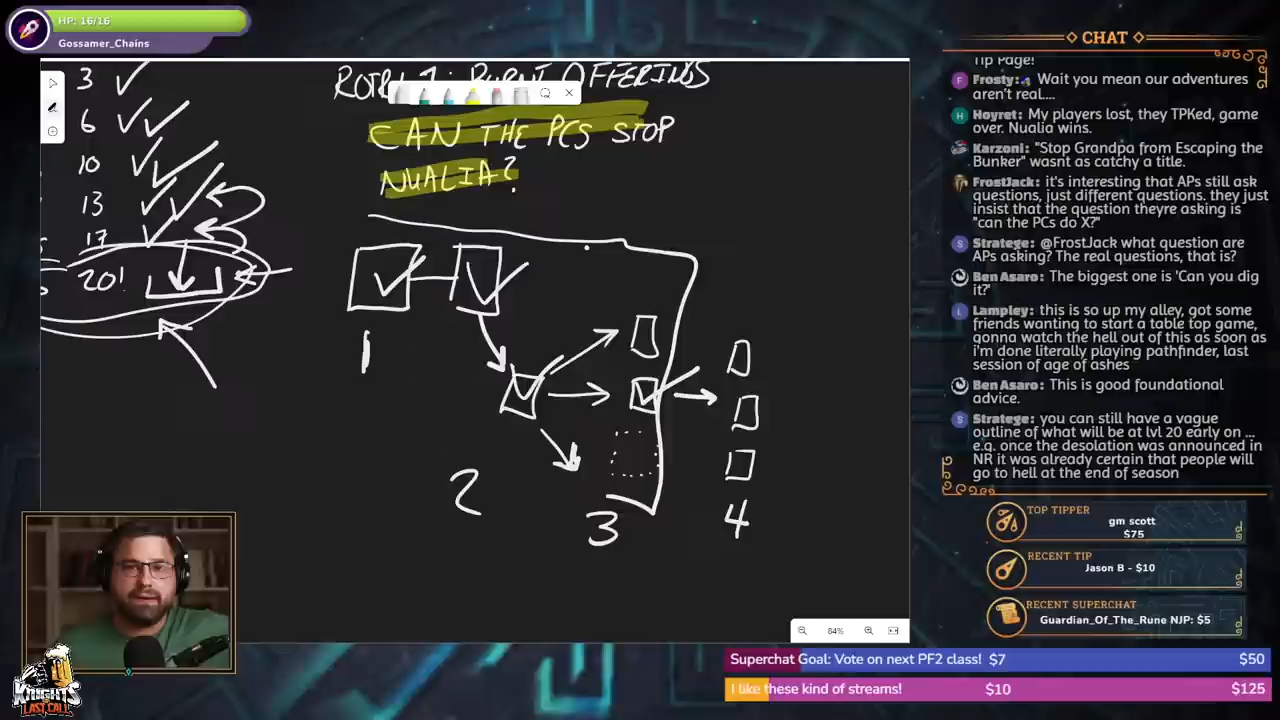 HP: 16/16
Gossamer_Chains
3
6
10
13
17
20!
ROTRL 1: BURNT OFFERINGS
CAN THE PCS STOP
NUALIA?
1
2
3
4
84%
KNIGHTS
OF
LAST CALL
CHAT
Tip Page!
Frosty: Wait you mean our adventures
aren't real....
Hoyret: My players lost, they TPKed, game
over. Nualia wins.
Karzoni: "Stop Grandpa from Escaping the
Bunker" wasnt as catchy a title.
FrostJack: it's interesting that APs still ask
questions, just different questions. they just
insist that the question theyre asking is
"can the PCs do X?"
Stratege: @FrostJack what question are
APs asking? The real questions, that is?
Ben Asaro: The biggest one is 'Can you dig
it?'
Lampley: this is so up my alley, got some
friends wanting to start a table top game,
gonna watch the hell out of this as soon as
i'm done literally playing pathfinder, last
session of age of ashes
Ben Asaro: This is good foundational
advice.
Stratege: you can still have a vague
outline of what will be at lvl 20 early on ...
e.g. once the desolation was announced in
NR it was already certain that people will
go to hell at the end of season
TOP TIPPER
gm scott
$75
RECENT TIP
Jason B - $10
RECENT SUPERCHAT
Guardian_Of_The_Rune NJP: $5
Superchat Goal: Vote on next PF2 class! $7 $50
I like these kind of streams! $10 $125